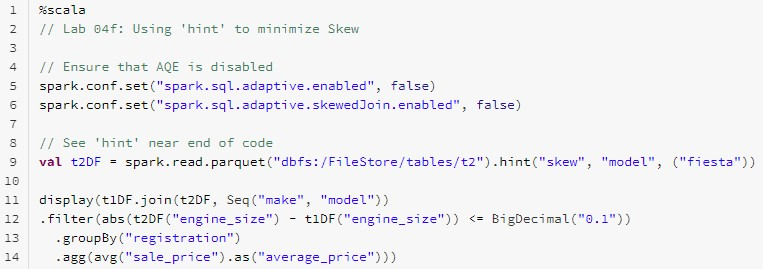 1 %scala
2 // Lab 04f: Using 'hint' to minimize Skew
3
4 // Ensure that AQE is disabled
5 spark.conf.set("spark.sql.adaptive.enabled", false)
6 spark.conf.set("spark.sql.adaptive.skewedJoin.enabled", false)
7
8 // See 'hint' near end of code
9 val t2DF = spark.read.parquet("dbfs:/FileStore/tables/t2").hint("skew", "model", ("fiesta"))
10
11 display(t1DF.join(t2DF, Seq("make", "model"))
12 .filter(abs(t2DF("engine_size") - t1DF("engine_size")) <= BigDecimal("0.1"))
13   .groupBy("registration")
14   .agg(avg("sale_price").as("average_price")))